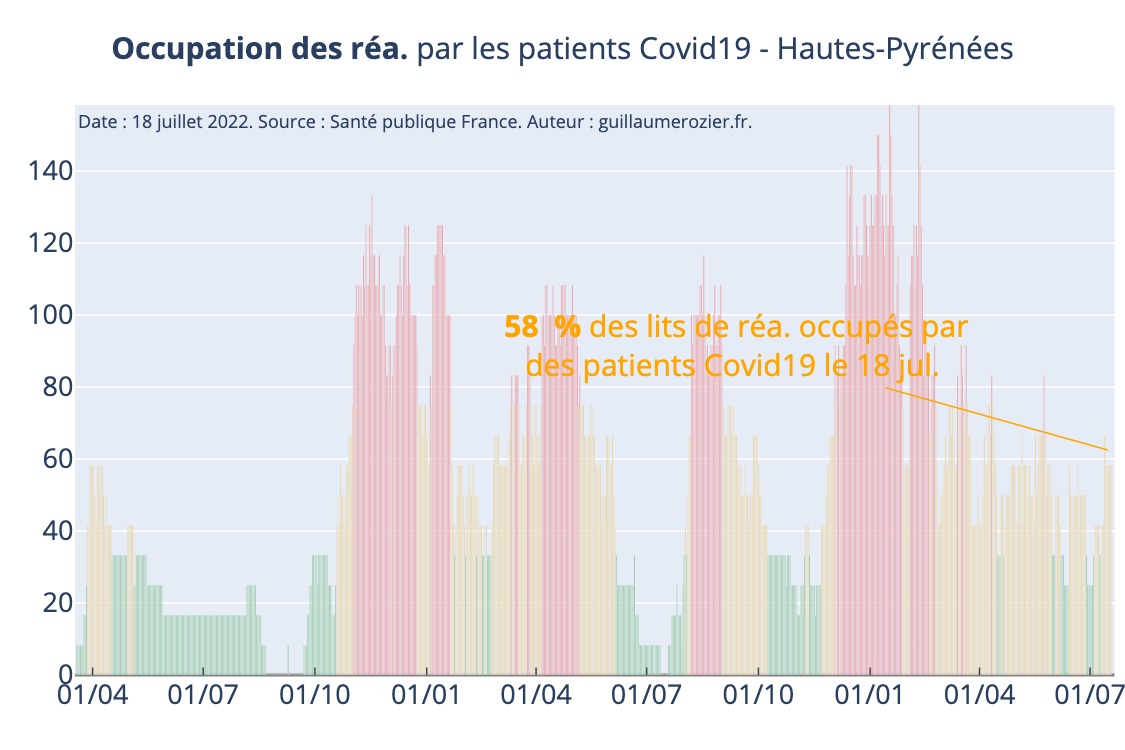 Occupation des réa. par les patients Covid19 - Hautes-Pyrénées
Date : 18 juillet 2022. Source : Santé publique France. Auteur : guillaumerozier.fr.
140
120
100
58 % des lits de réa. occupés par
des patients Covid19 le 18 jul.
80
60
40
20
0
01/04 01/07 01/10 01/01 01/04 01/07 01/10 01/01 01/04 01/07